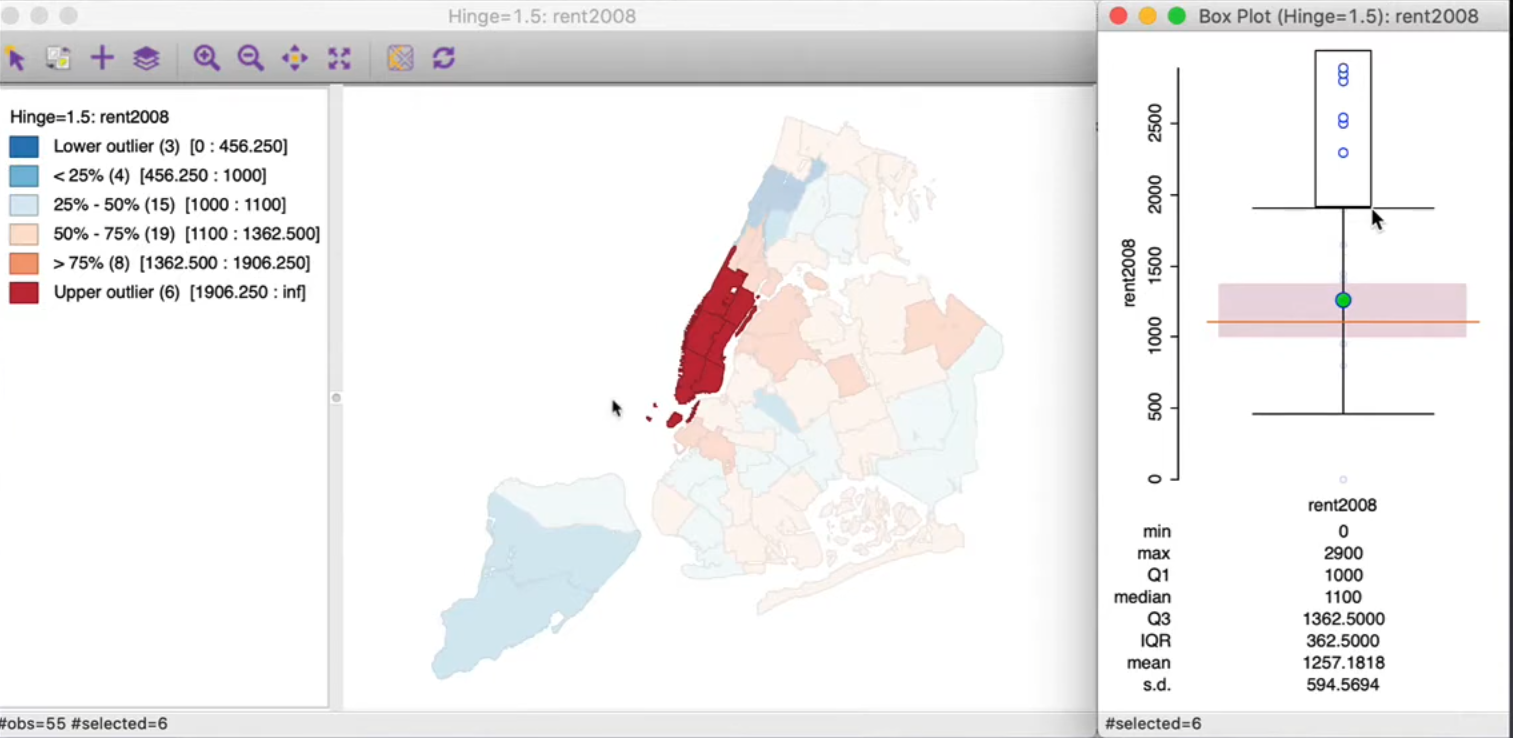 Hinge=1.5: rent2008
Hinge=1.5: rent2008
Lower outlier (3) [0 : 456.250]
< 25% (4) [456.250 : 1000]
25% - 50% (15) [1000 : 1100]
50% - 75% (19) [1100 : 1362.500]
> 75% (8) [1362.500 : 1906.250]
Upper outlier (6) [1906.250 : inf]
#obs=55 #selected=6
Box Plot (Hinge=1.5): rent2008
2500
2000
1500
1000
500
0
rent2008
rent2008
min 0
max 2900
Q1 1000
median 1100
Q3 1362.5000
IQR 362.5000
mean 1257.1818
s.d. 594.5694
#selected=6